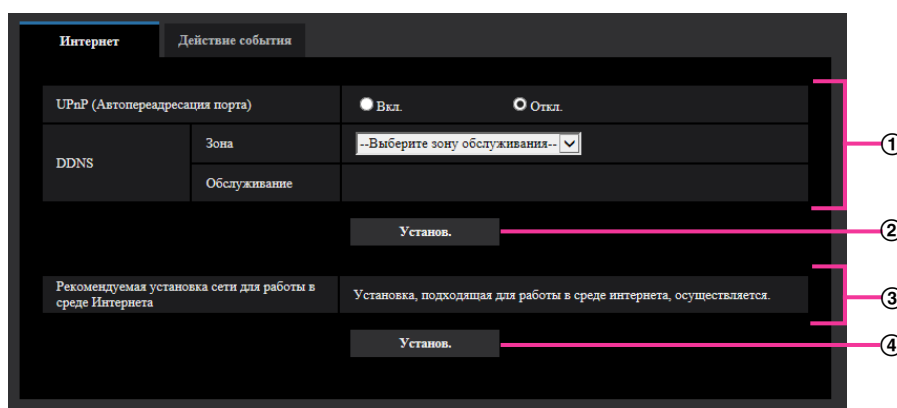 Интернет
Действие события
UPnP (Автопереадресация порта)
Вкл.
Откл.
DDNS
Зона
--Выберите зону обслуживания--
Обслуживание
①
Установ.
②
Рекомендуемая установка сети для работы в
среде Интернета
Установка, подходящая для работы в среде интернета, осуществляется.
③
Установ.
④